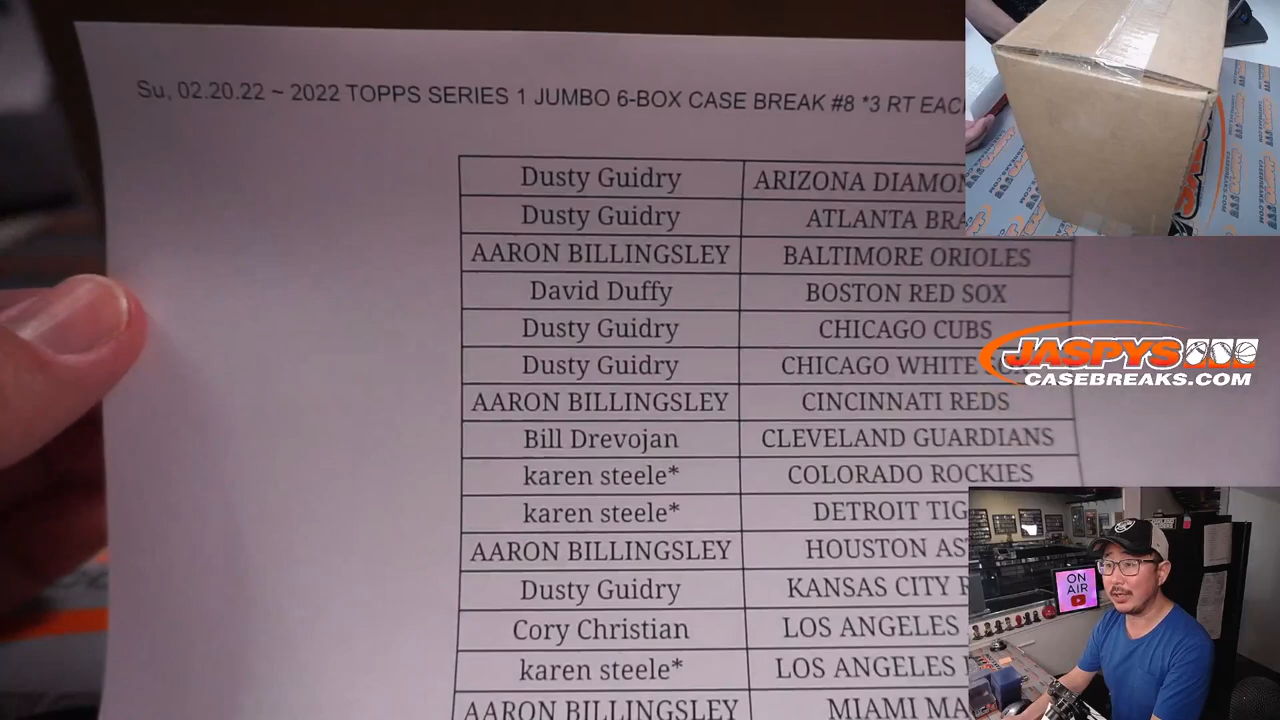 Su, 02.20.22 ~ 2022 TOPPS SERIES 1 JUMBO 6-BOX CASE BREAK #8 *3 RT EAC
Dusty Guidry ARIZONA DIAMON
Dusty Guidry ATLANTA BRA
AARON BILLINGSLEY BALTIMORE ORIOLES
David Duffy BOSTON RED SOX
Dusty Guidry CHICAGO CUBS
Dusty Guidry CHICAGO WHITE SOX
AARON BILLINGSLEY CINCINNATI REDS
Bill Drevojan CLEVELAND GUARDIANS
karen steele* COLORADO ROCKIES
karen steele* DETROIT TIG
AARON BILLINGSLEY HOUSTON AS
Dusty Guidry KANSAS CITY R
Cory Christian LOS ANGELES
karen steele* LOS ANGELES
AARON BILLINGSLEY MIAMI MA
JASPYS
CASEBREAKS.COM
ON AIR